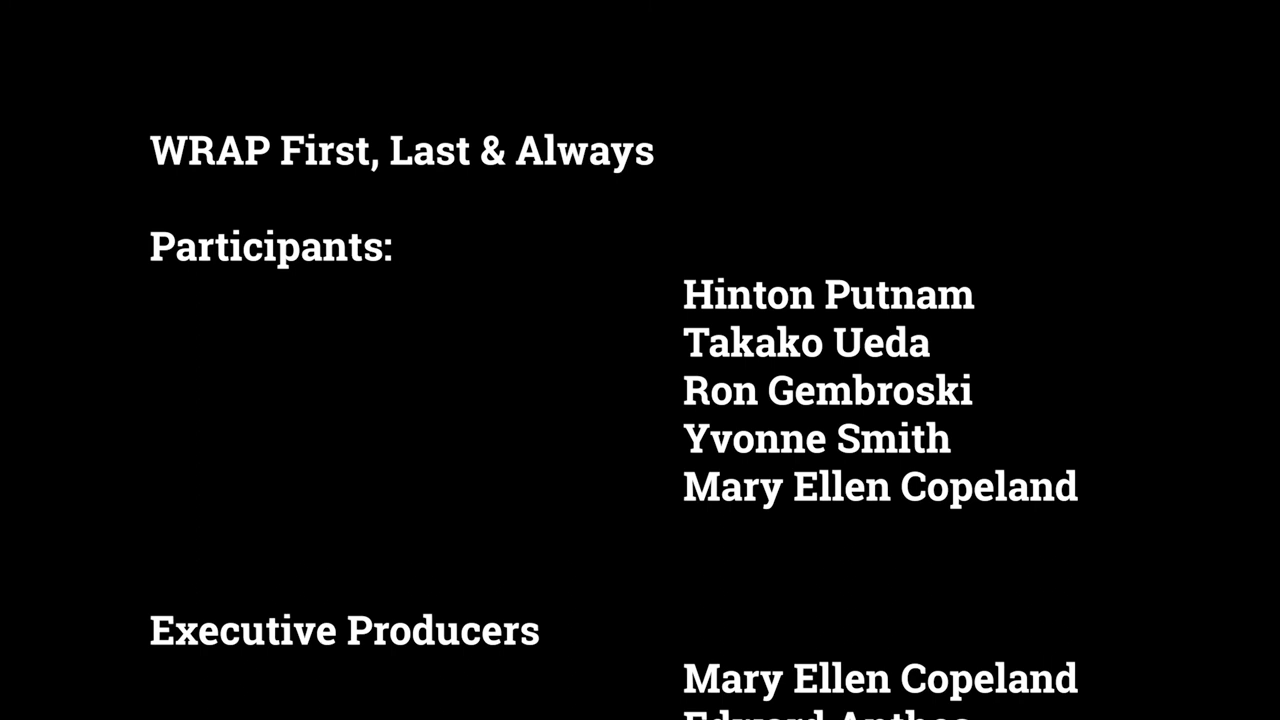 WRAP First, Last & Always
Participants:
Hinton Putnam
Takako Ueda
Ron Gembroski
Yvonne Smith
Mary Ellen Copeland
Executive Producers
Mary Ellen Copeland
Edward